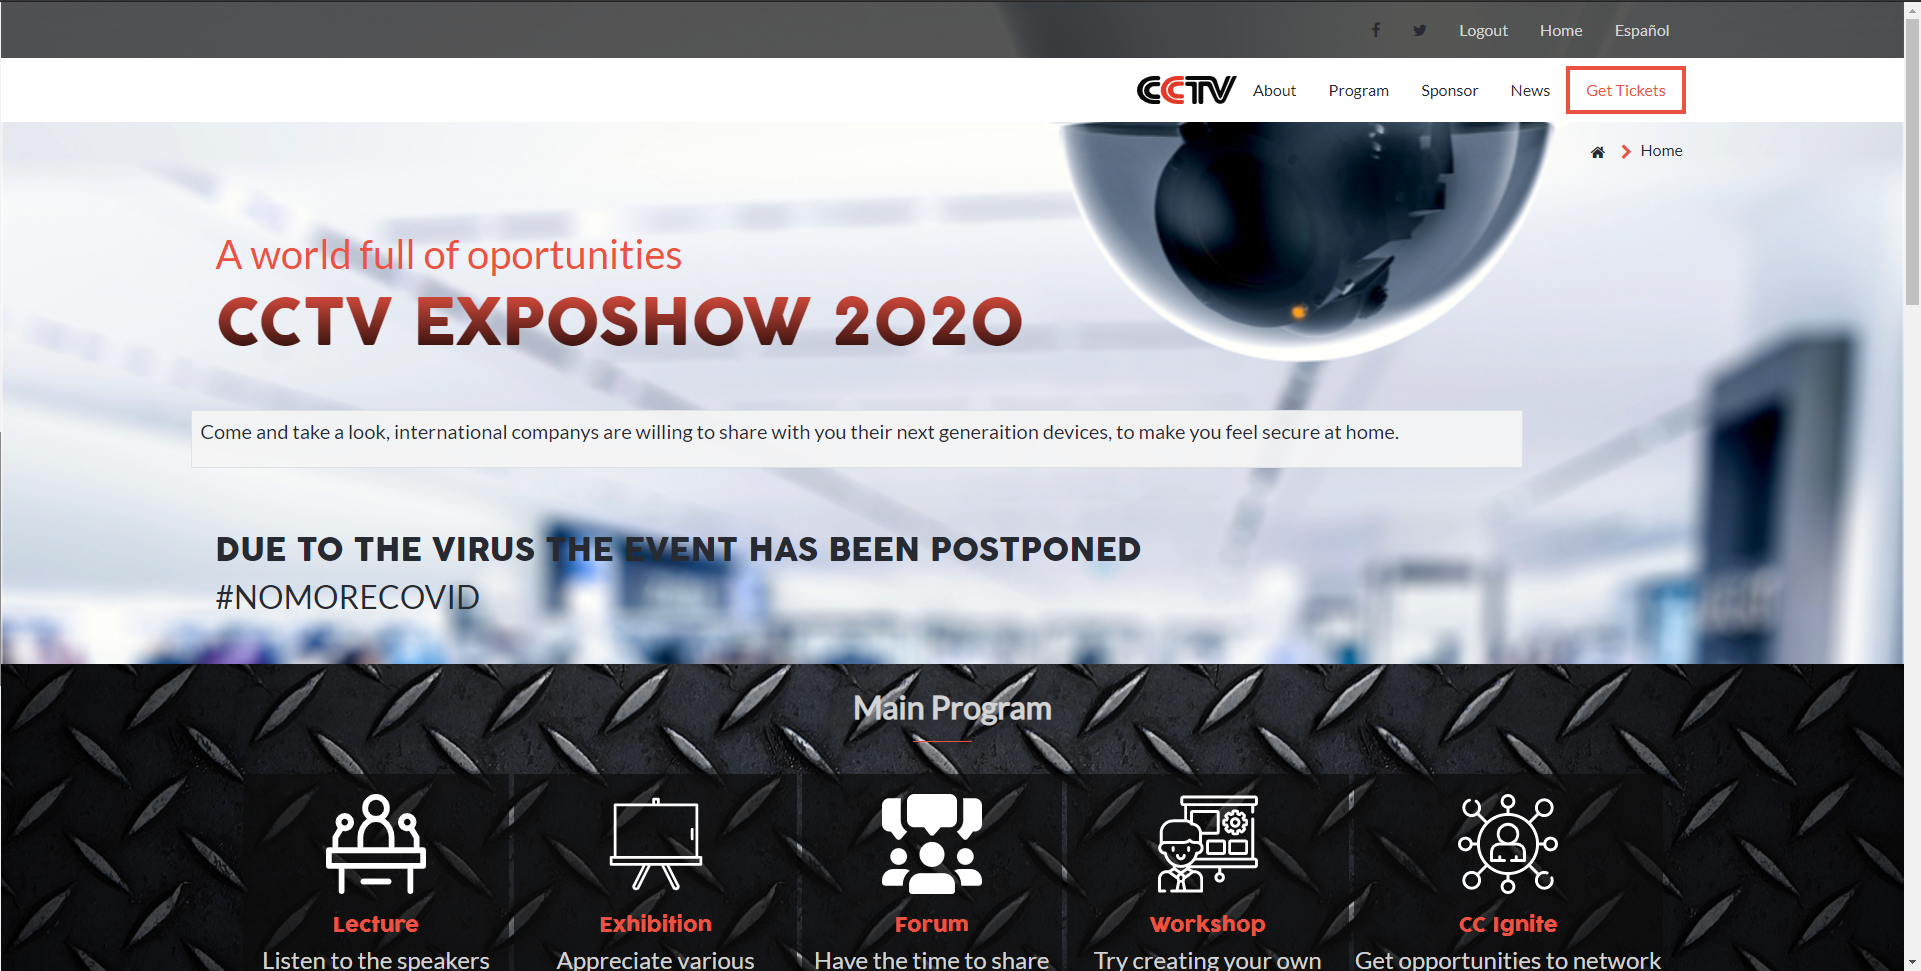 Logout Home Español
CCTV About Program Sponsor News Get Tickets
Home
A world full of oportunities
CCTV EXPOSHOW 2020
Come and take a look, international companys are willing to share with you their next generaition devices, to make you feel secure at home.
DUE TO THE VIRUS THE EVENT HAS BEEN POSTPONED
#NOMORECOVID
Main Program
Lecture
Listen to the speakers
Exhibition
Appreciate various
Forum
Have the time to share
Workshop
Try creating your own
CC Ignite
Get opportunities to network